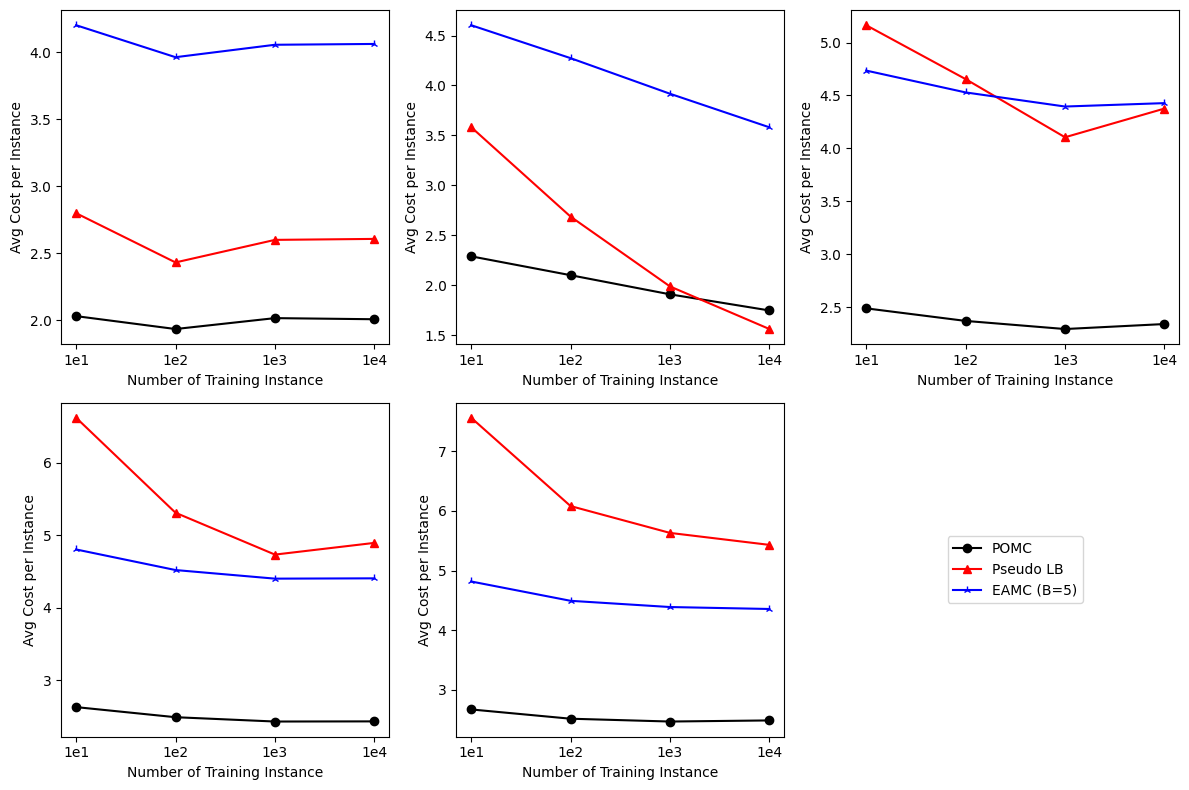 Avg Cost per Instance
4.0
3.5
3.0
2.5
2.0
1e1 1e2 1e3 1e4
Number of Training Instance
Avg Cost per Instance
4.5
4.0
3.5
3.0
2.5
2.0
1.5
1e1 1e2 1e3 1e4
Number of Training Instance
Avg Cost per Instance
5.0
4.5
4.0
3.5
3.0
2.5
1e1 1e2 1e3 1e4
Number of Training Instance
Avg Cost per Instance
6
5
4
3
1e1 1e2 1e3 1e4
Number of Training Instance
Avg Cost per Instance
7
6
5
4
3
1e1 1e2 1e3 1e4
Number of Training Instance
POMC
Pseudo LB
EAMC (B=5)